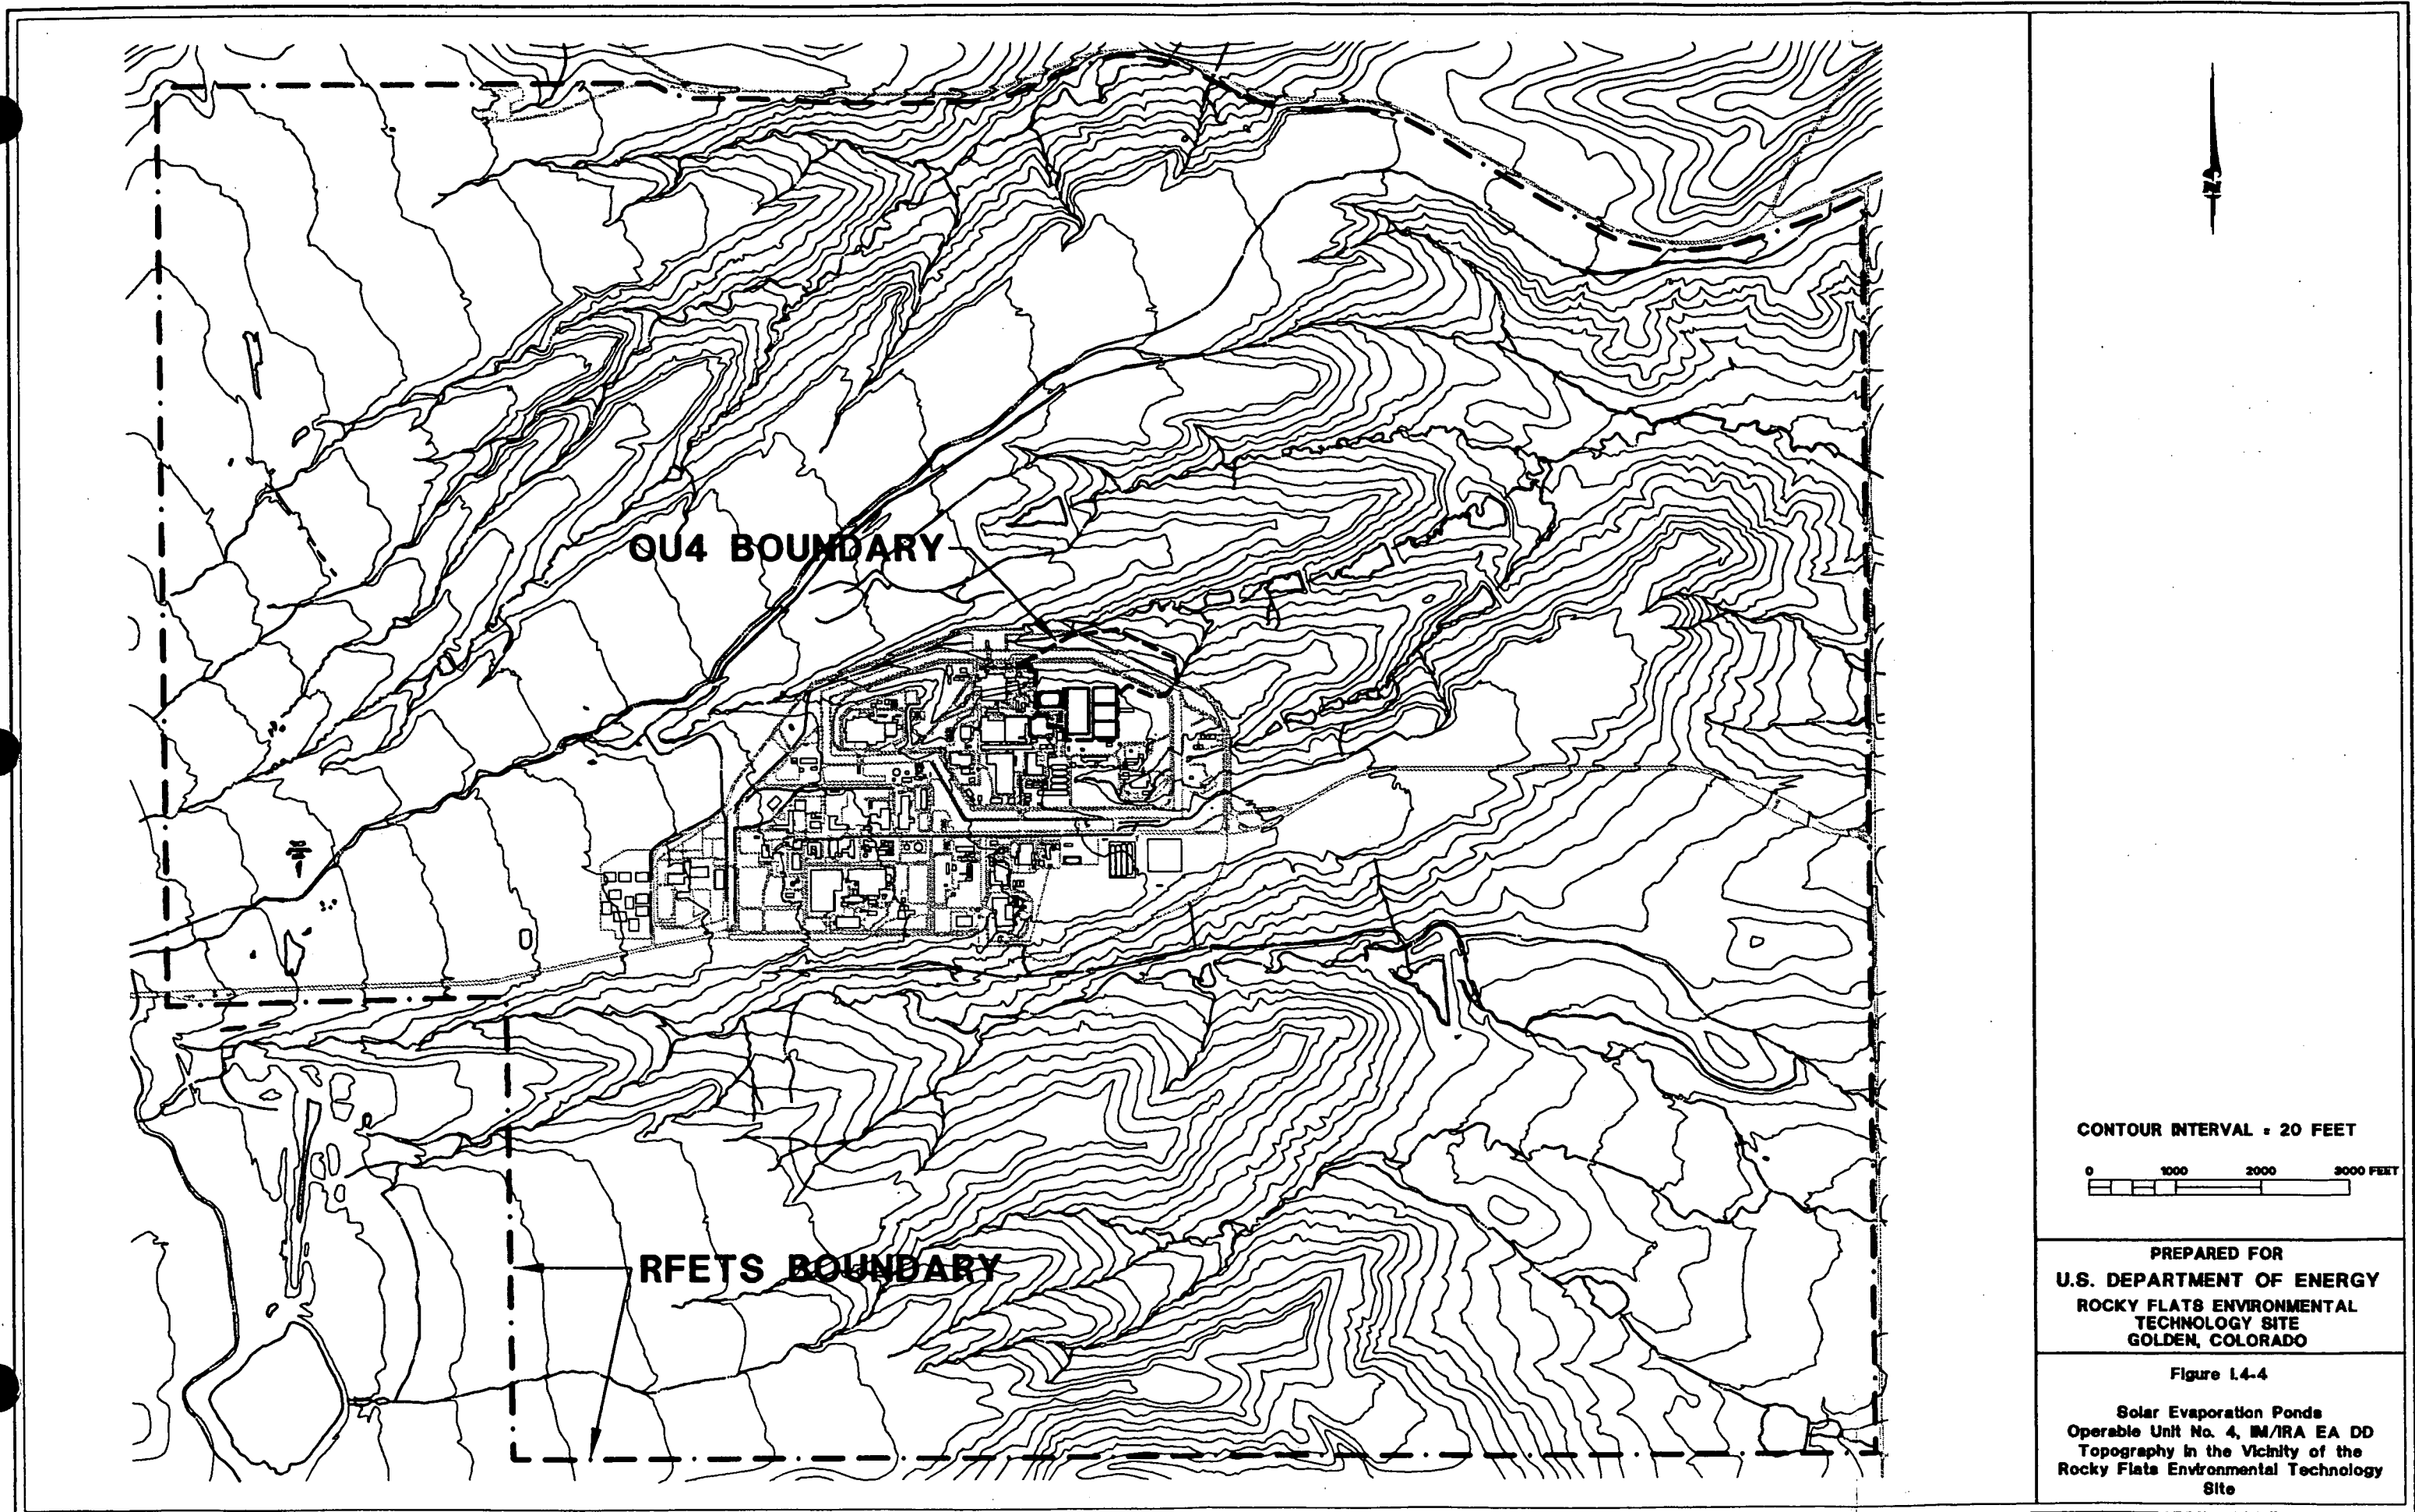 OU4 BOUNDARY
RFETS BOUNDARY
N
CONTOUR INTERVAL = 20 FEET
0 1000 2000 3000 FEET
PREPARED FOR
U.S. DEPARTMENT OF ENERGY
ROCKY FLATS ENVIRONMENTAL
TECHNOLOGY SITE
GOLDEN, COLORADO
Figure I.4-4
Solar Evaporation Ponds
Operable Unit No. 4, IM/IRA EA DD
Topography in the Vicinity of the
Rocky Flats Environmental Technology
Site